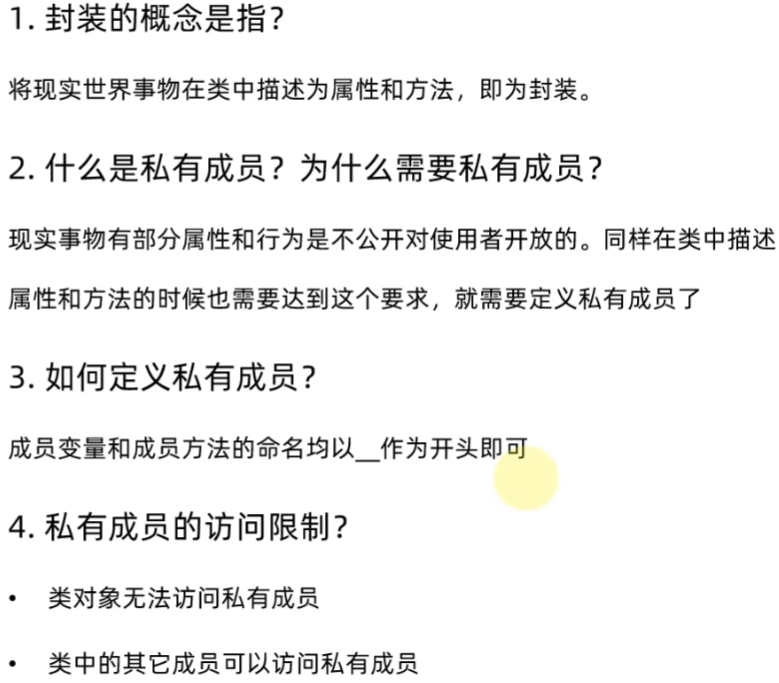 1. 封装的概念是指？
将现实世界事物在类中描述为属性和方法，即为封装。
2. 什么是私有成员？为什么需要私有成员？
现实事物有部分属性和行为是不公开对使用者开放的。同样在类中描述
属性和方法的时候也需要达到这个要求，就需要定义私有成员了
3. 如何定义私有成员？
成员变量和成员方法的命名均以__作为开头即可
4. 私有成员的访问限制？
• 类对象无法访问私有成员
• 类中的其它成员可以访问私有成员